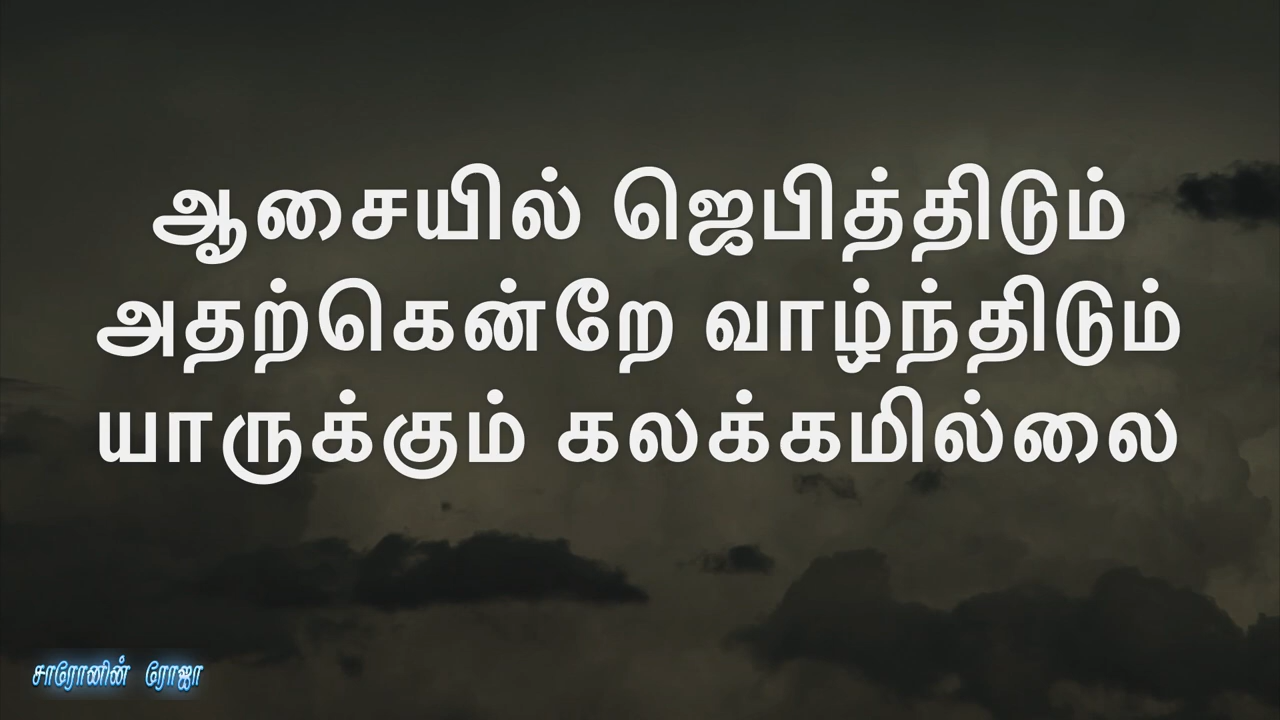 ஆசையில் ஜெபித்திடும்
அதற்கென்றே வாழ்ந்திடும்
யாருக்கும் கலக்கமில்லை
சாரோனின் ரோஜா